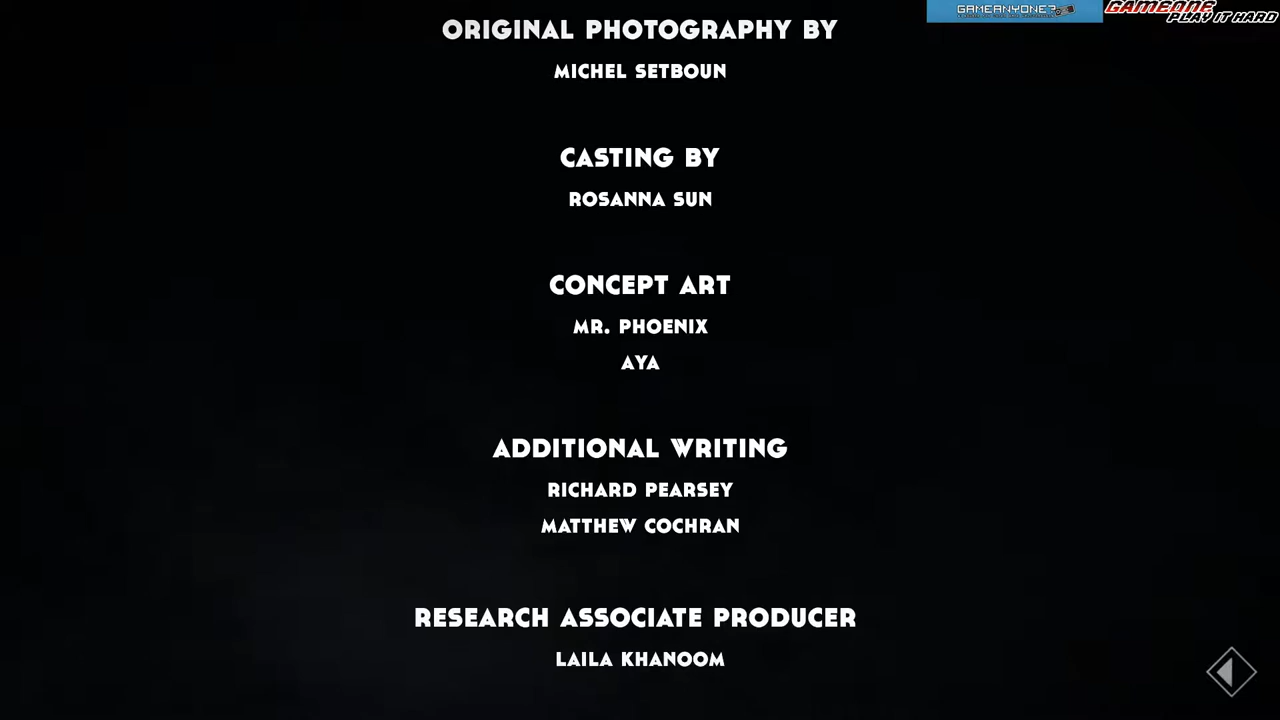 GAMEANYONE?
GAMEONE
PLAY IT HARD
ORIGINAL PHOTOGRAPHY BY
MICHEL SETBOUN
CASTING BY
ROSANNA SUN
CONCEPT ART
MR. PHOENIX
AYA
ADDITIONAL WRITING
RICHARD PEARSEY
MATTHEW COCHRAN
RESEARCH ASSOCIATE PRODUCER
LAILA KHANOOM